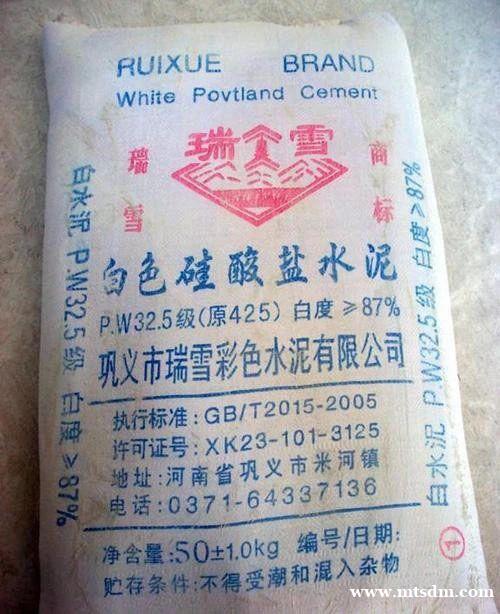 RUIXUE BRAND
White Povtland Cement
瑞雪
瑞雪
商标
白色硅酸盐水泥
P.W32.5级(原425) 白度≥87%
巩义市瑞雪彩色水泥有限公司
执行标准:GB/T2015-2005
许可证号:XK23-101-3125
地址:河南省巩义市米河镇
电话:0371-64337136
净含量:50±1.0kg 编号/日期:
贮存条件:不得受潮和混入杂物
白水泥 P.W32.5级 白度≥87%
白水泥 P.W32.5级 白度≥87%
1
www.mtsdm.com